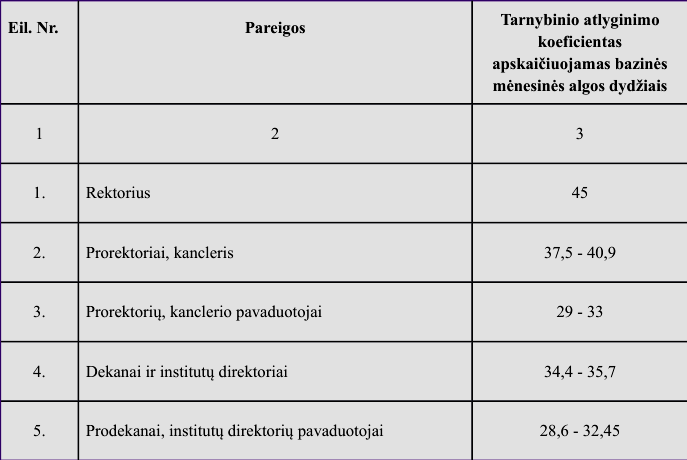 Eil. Nr. Pareigos Tarnybinio atlyginimo
koeficientas
apskaičiuojamas bazinės
mėnesinės algos dydžiais
1 2 3
1. Rektorius 45
2. Prorektoriai, kancleris 37,5 - 40,9
3. Prorektorių, kanclerio pavaduotojai 29 - 33
4. Dekanai ir institutų direktoriai 34,4 - 35,7
5. Prodekanai, institutų direktorių pavaduotojai 28,6 - 32,45